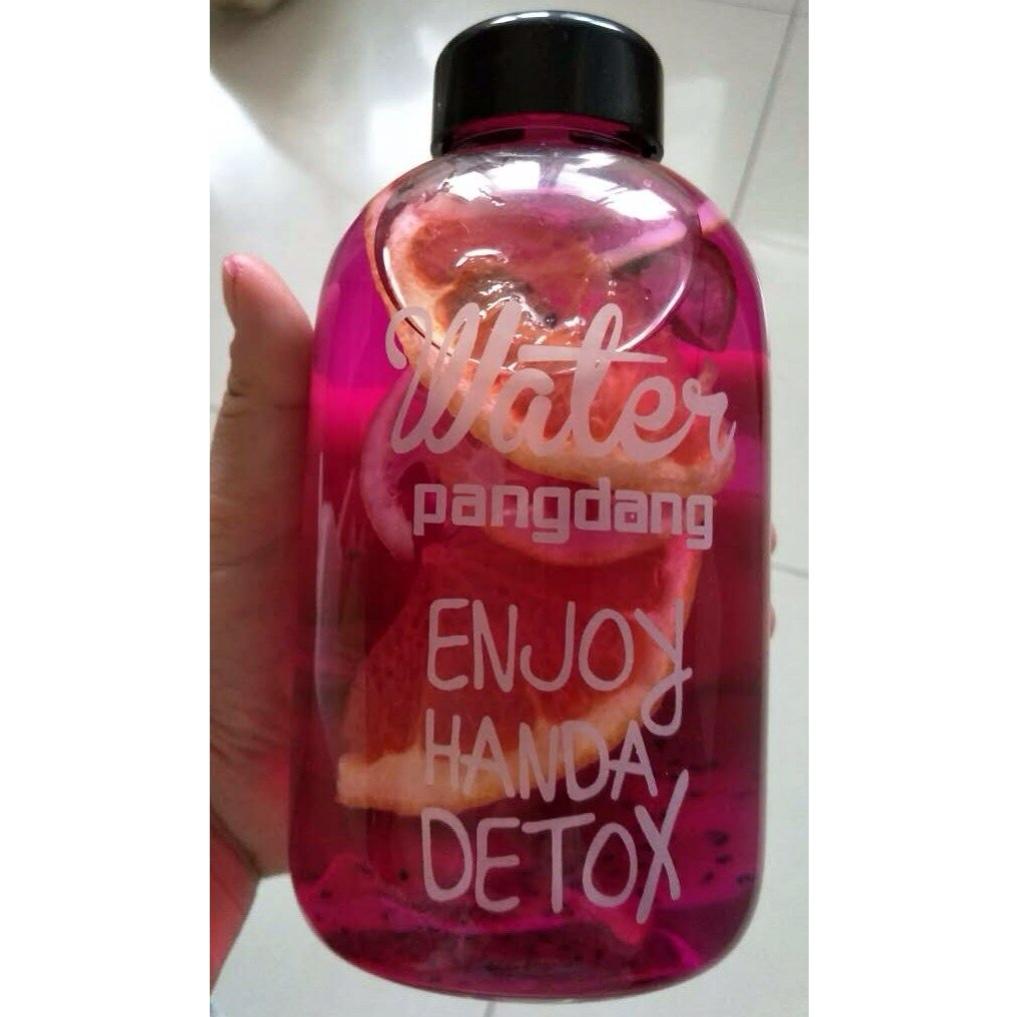 Water
pangdang
ENJOY
HANDA
DETOX